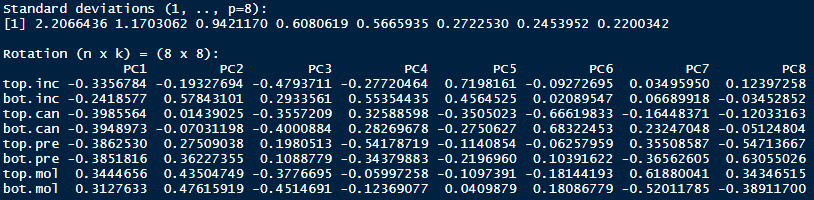 Standard deviations (1, .., p=8):
[1] 2.2066436 1.1703062 0.9421170 0.6080619 0.5665935 0.2722530 0.2453952 0.2200342
Rotation (n x k) = (8 x 8):
PC1 PC2 PC3 PC4 PC5 PC6 PC7 PC8
top.inc -0.3356784 -0.19327694 -0.4793711 -0.27720464 0.7198161 -0.09272695 0.03495950 0.12397258
bot.inc -0.2418577 0.57843101 0.2933561 0.55354435 0.4564525 0.02089547 0.06689918 -0.03452852
top.can -0.3985564 0.01439025 -0.3557209 0.32588598 -0.3505023 -0.66619833 -0.16448371 -0.12033163
bot.can -0.3948973 -0.07031198 -0.4000884 0.28269678 -0.2750627 0.68322453 0.23247048 -0.05124804
top.pre -0.3862530 0.27509038 0.1980513 -0.54178719 -0.1140854 -0.06257959 0.35508587 -0.54713667
bot.pre -0.3851816 0.36227355 0.1088779 -0.34379883 -0.2196960 0.10391622 -0.36562605 0.63055026
top.mol 0.3444656 0.43504749 -0.3776695 -0.05997258 -0.1097391 -0.18144193 0.61880041 0.34346515
bot.mol 0.3127633 0.47615919 -0.4514691 -0.12369077 0.0409879 0.18086779 -0.52011785 -0.38911700